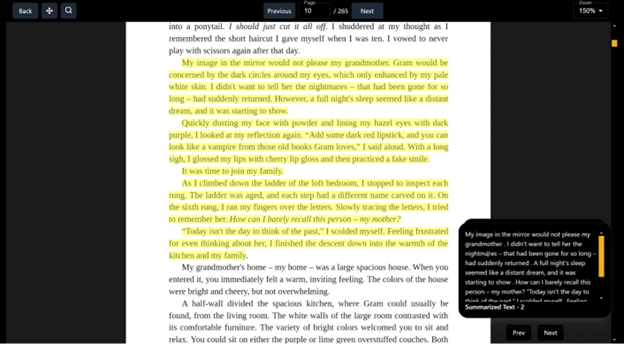 Back
Previous
Page
10
/ 265
Next
Zoom
150%
into a ponytail. I should just cut it all off. I shuddered at my thought as I
remembered the short haircut I gave myself when I was ten. I vowed to never
play with scissors again after that day.
My image in the mirror would not please my grandmother. Gram would be
concerned by the dark circles around my eyes, which only enhanced by my pale
white skin. I didn't want to tell her the nightmares – that had been gone for so
long – had suddenly returned. However, a full night's sleep seemed like a distant
dream, and it was starting to show.
Quickly dusting my face with powder and lining my hazel eyes with dark
purple, I looked at my reflection again. “Add some dark red lipstick, and you can
look like a vampire from those old books Gram loves,” I said aloud. With a long
sigh, I glossed my lips with cherry lip gloss and then practiced a fake smile.
It was time to join my family.
As I climbed down the ladder of the loft bedroom, I stopped to inspect each
rung. The ladder was aged, and each step had a different name carved on it. On
the sixth rung, I ran my fingers over the letters. Slowly tracing the letters, I tried
to remember her. How can I barely recall this person – my mother?
“Today isn't the day to think of the past,” I scolded myself. Feeling frustrated
for even thinking about her, I finished the descent down into the warmth of the
kitchen and my family.
My grandmother's home – my home – was a large spacious house. When you
entered it, you immediately felt a warm, inviting feeling. The colors of the house
were bright and cheery, but not overwhelming.
A half-wall divided the spacious kitchen, where Gram could usually be
found, from the living room. The white walls of the large room contrasted with
its comfortable furniture. The variety of bright colors welcomed you to sit and
relax. You could sit on either the purple or lime green overstuffed couches. Both
My image in the mirror would not please my
grandmother . I didn't want to tell her the
nightmares – that had been gone for so long –
had suddenly returned . A full night's sleep
seemed like a distant dream, and it was
starting to show . How can I barely recall this
person – my mother? “Today isn't the day to
think of the past,” I scolded myself. Feeling
Summarized Text - 2
Prev
Next